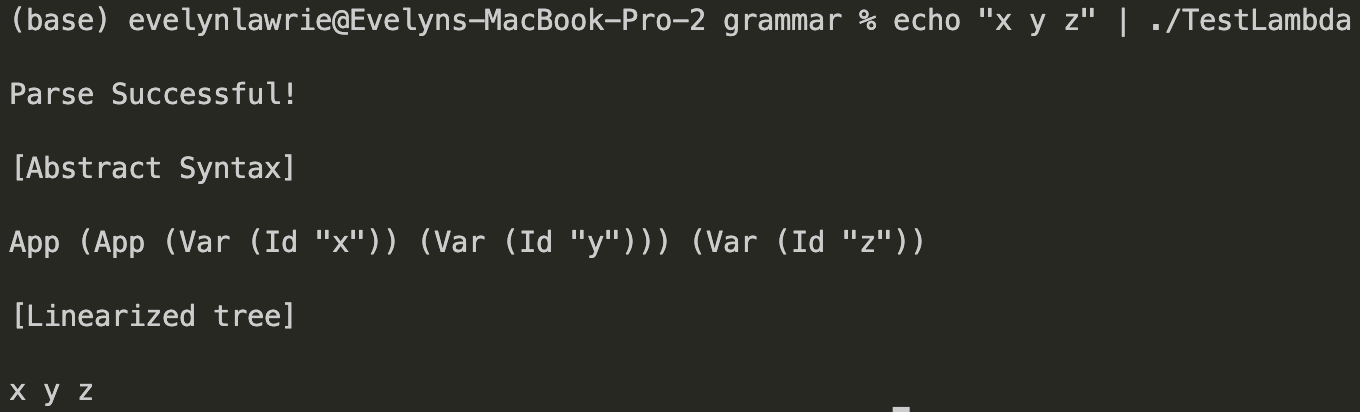 (base) evelynlawrie@Evelyns-MacBook-Pro-2 grammar % echo "x y z" | ./TestLambda
Parse Successful!
[Abstract Syntax]
App (App (Var (Id "x")) (Var (Id "y"))) (Var (Id "z"))
[Linearized tree]
x y z